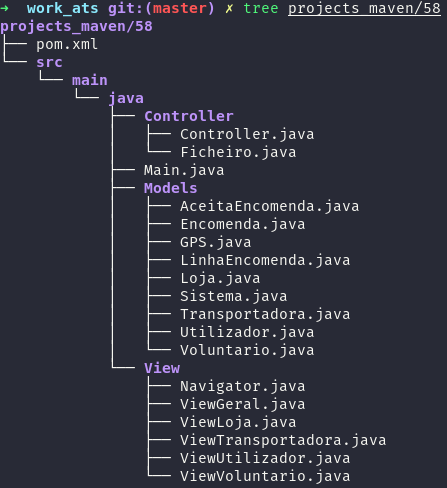 ➜  work_ats git:(master) ✗ tree projects_maven/58
projects_maven/58
├── pom.xml
└── src
    └── main
        └── java
            ├── Controller
            │   ├── Controller.java
            │   └── Ficheiro.java
            ├── Main.java
            ├── Models
            │   ├── AceitaEncomenda.java
            │   ├── Encomenda.java
            │   ├── GPS.java
            │   ├── LinhaEncomenda.java
            │   ├── Loja.java
            │   ├── Sistema.java
            │   ├── Transportadora.java
            │   ├── Utilizador.java
            │   └── Voluntario.java
            └── View
                ├── Navigator.java
                ├── ViewGeral.java
                ├── ViewLoja.java
                ├── ViewTransportadora.java
                ├── ViewUtilizador.java
                └── ViewVoluntario.java